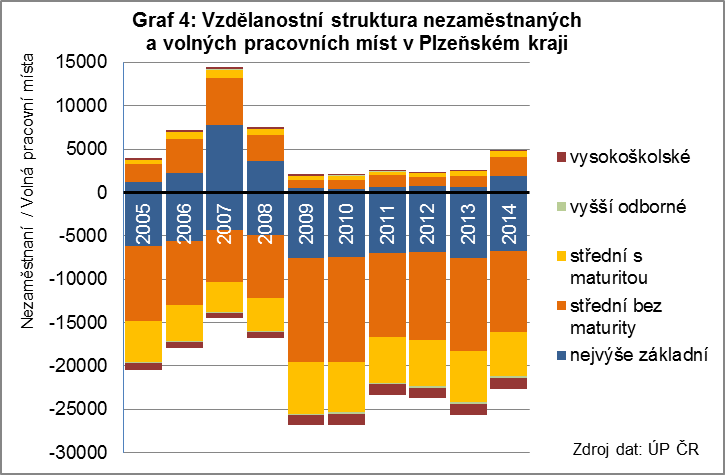 Graf 4: Vzdělanostní struktura nezaměstnaných
a volných pracovních míst v Plzeňském kraji
Nezaměstnaní / Volná pracovní místa
15000
10000
5000
0
-5000
-10000
-15000
-20000
-25000
-30000
2005
2006
2007
2008
2009
2010
2011
2012
2013
2014
vysokoškolské
vyšší odborné
střední s
maturitou
střední bez
maturity
nejvýše základní
Zdroj dat: ÚP ČR